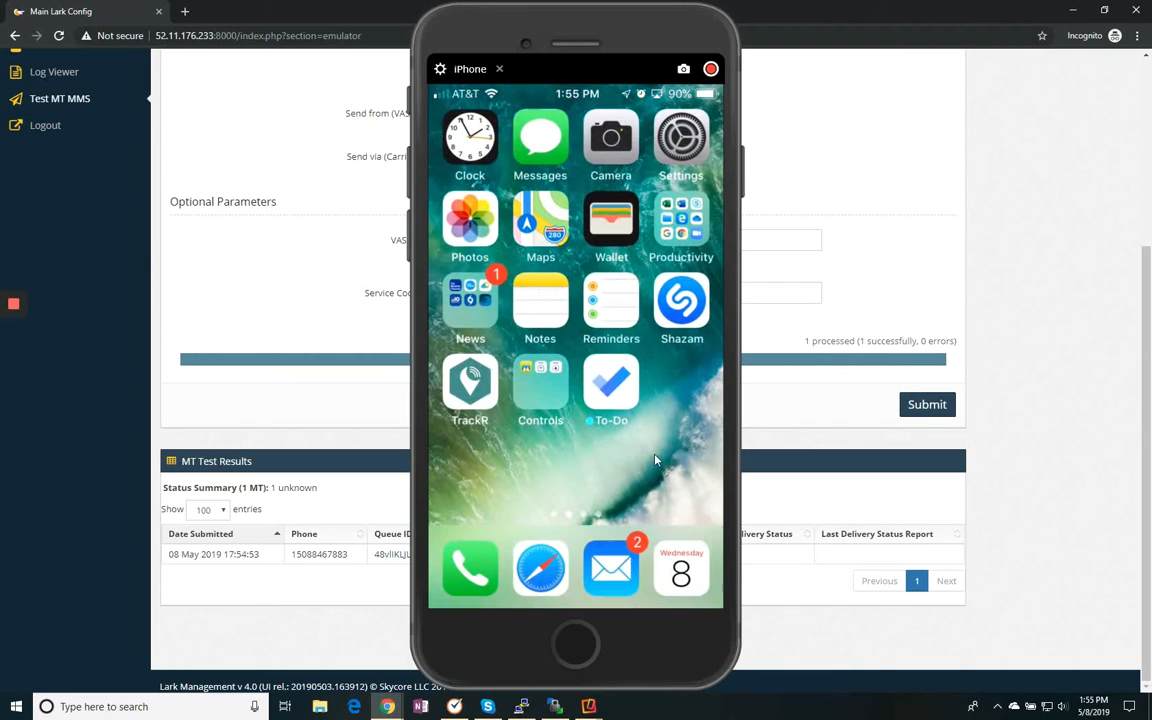 Main Lark Config
Not secure
52.11.176.233:8000/index.php?section=emulator
Incognito
Log Viewer
Test MT MMS
Logout
Send from (VAS
Send via (Carri
Optional Parameters
VAS
Service Cod
1 processed (1 successfully, 0 errors)
Submit
MT Test Results
Status Summary (1 MT): 1 unknown
Show 100 entries
Date Submitted Phone Queue ID ivery Status Last Delivery Status Report
08 May 2019 17:54:53 15088467883
Previous 1 Next
Lark Management v 4.0 (UI rel.: 20190503.163912) © Skycore LLC 20
iPhone
AT&T 1:55 PM 90%
12
Clock Messages Camera Settings
280
Photos Maps Wallet Productivity
1
News Notes Reminders Shazam
TrackR Controls To-Do
2
Wednesday
8
Type here to search
1:55 PM
5/8/2019